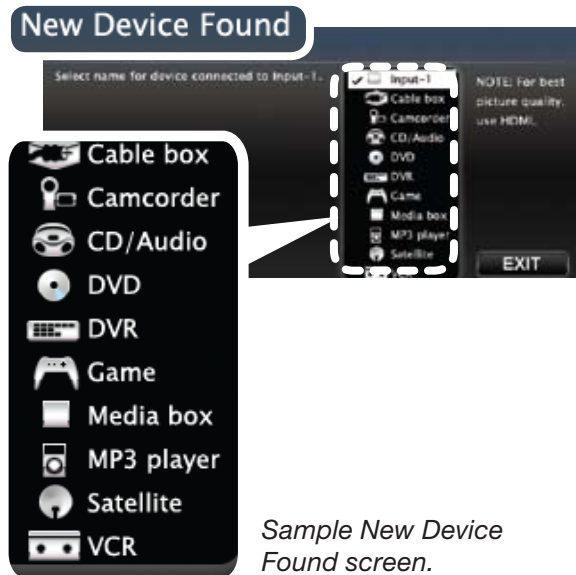 New Device Found
Select name for device connected to Input-1.
Input-1
Cable box
Camcorder
CD/Audio
DVD
DVR
Game
Media box
MP3 player
Satellite
NOTE: For best
picture quality,
use HDMI.
EXIT
Cable box
Camcorder
CD/Audio
DVD
DVR
Game
Media box
MP3 player
Satellite
VCR
Sample New Device
Found screen.